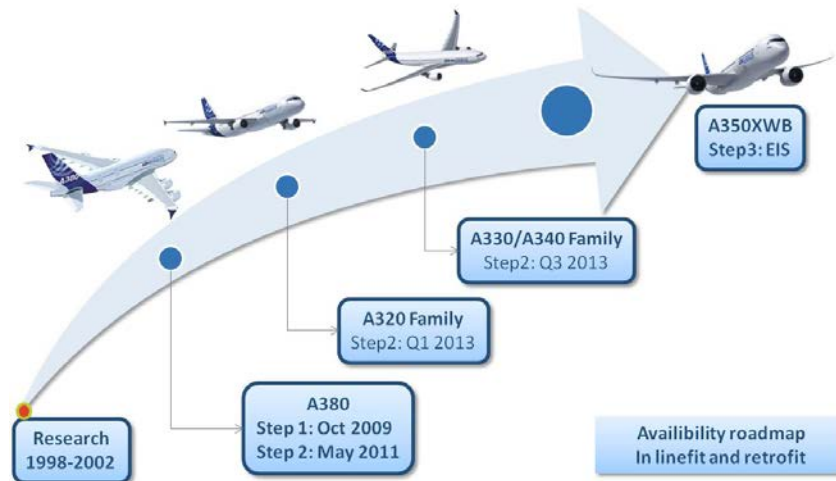 A380
A350XWB
Step3: EIS
A330/A340 Family
Step2: Q3 2013
A320 Family
Step2: Q1 2013
A380
Step 1: Oct 2009
Step 2: May 2011
Research
1998-2002
Availibility roadmap
In linefit and retrofit